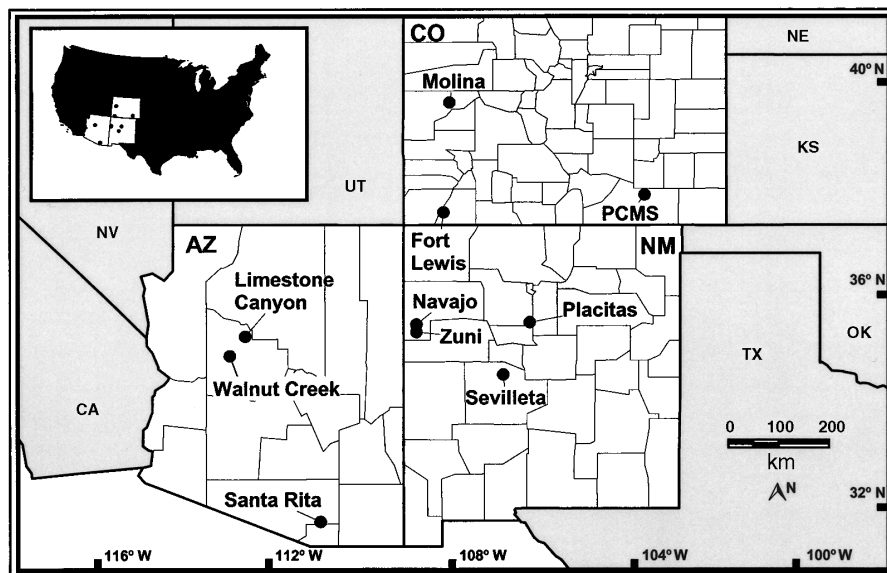 CO
NE
40° N
Molina
KS
UT
PCMS
Fort
Lewis
NV
AZ
NM
Limestone
Canyon
Navajo
Zuni
Placitas
36° N
OK
TX
Walnut Creek
Sevilleta
CA
0 100 200
km
N
Santa Rita
32° N
116° W
112° W
108° W
104° W
100° W